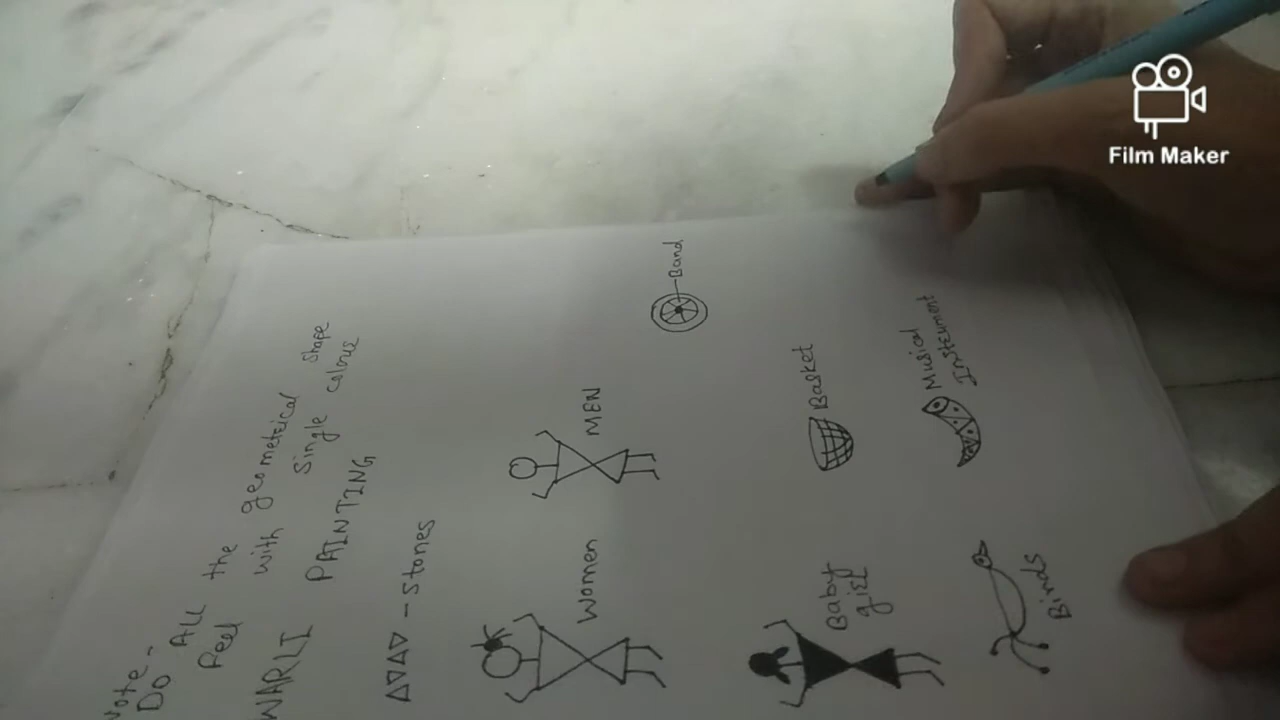 Note-
Do All the geometrical shape
with single colour
WARLI PAINTING
△▽△▽ - Stones
Women
MEN
Band
Baby
girl
Basket
Birds
Musical
Instrument
Film Maker